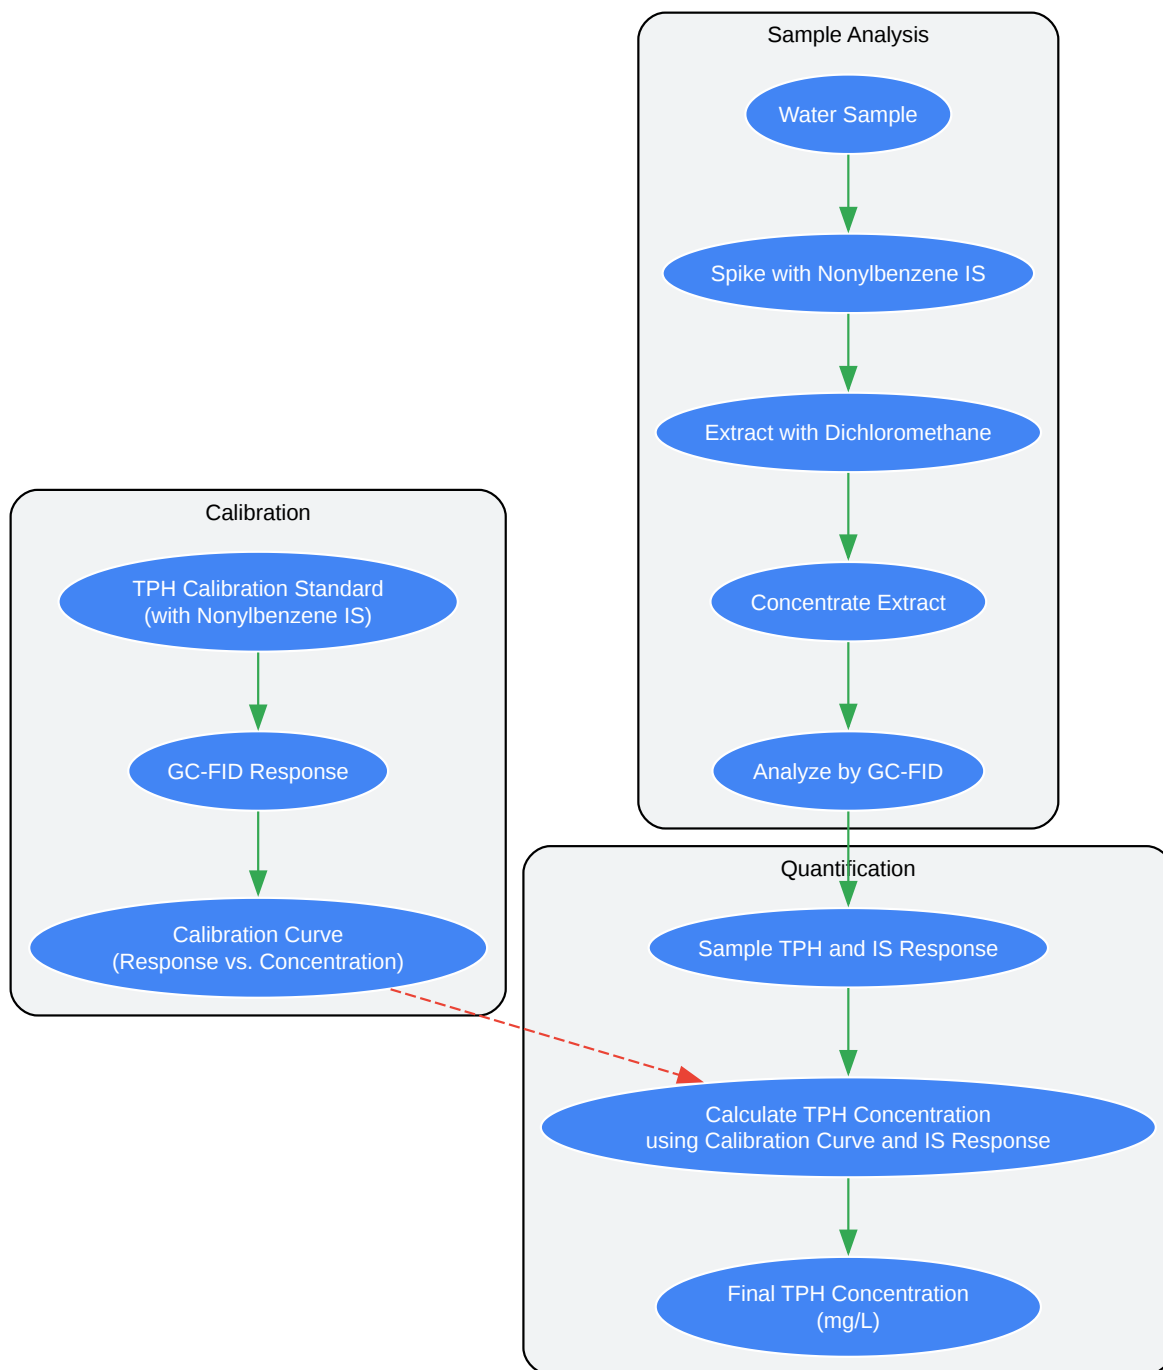 Sample Analysis
Water Sample
Spike with Nonylbenzene IS
Extract with Dichloromethane
Concentrate Extract
Analyze by GC-FID
Calibration
TPH Calibration Standard
(with Nonylbenzene IS)
GC-FID Response
Calibration Curve
(Response vs. Concentration)
Quantification
Sample TPH and IS Response
Calculate TPH Concentration
using Calibration Curve and IS Response
Final TPH Concentration
(mg/L)